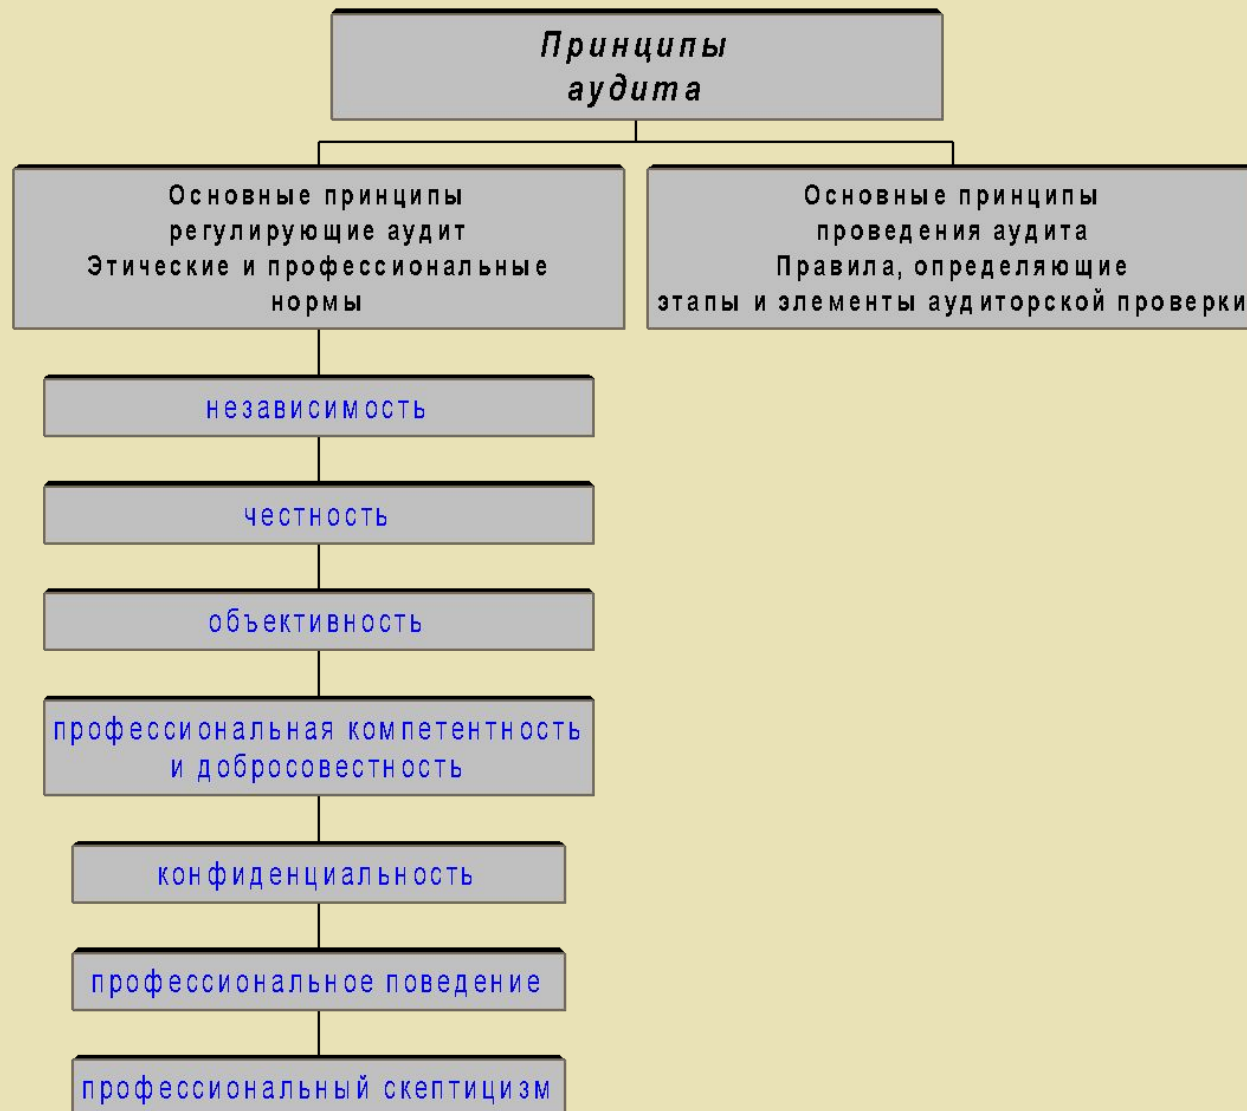 Принципы
аудита
Основные принципы
регулирующие аудит
Этические и профессиональные
нормы
Основные принципы
проведения аудита
Правила, определяющие
этапы и элементы аудиторской проверки
независимость
честность
объективность
профессиональная компетентность
и добросовестность
конфиденциальность
профессиональное поведение
профессиональный скептицизм